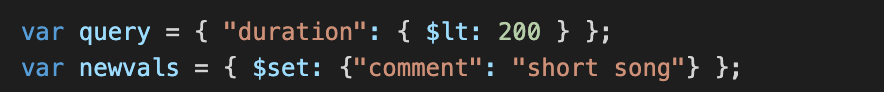 var query = { "duration": { $lt: 200 } };
var newvals = { $set: {"comment": "short song"} };